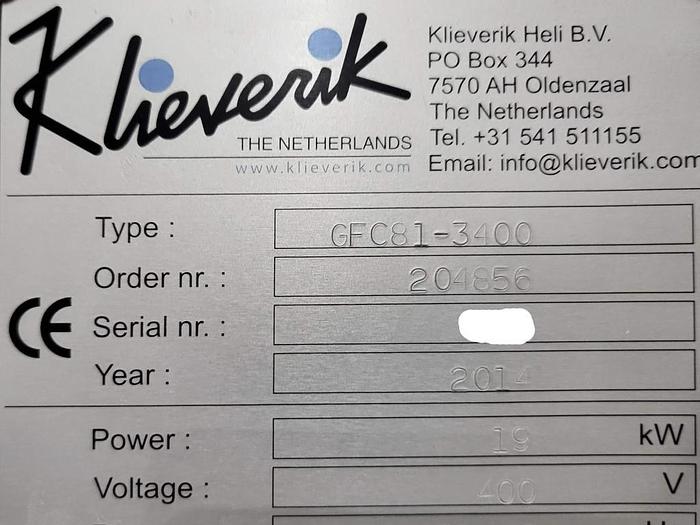 Klieverik
THE NETHERLANDS
www.klieverik.com
Klieverik Heli B.V.
PO Box 344
7570 AH Oldenzaal
The Netherlands
Tel. +31 541 511155
Email: info@klieverik.com
Type : GFC81-3400
Order nr. : 204856
CE
Serial nr. :
Year : 2014
Power : 19 kW
Voltage : 400 V